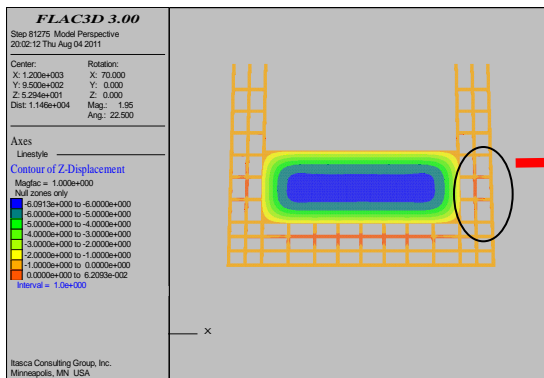 FLAC3D 3.00
Step 81275 Model Perspective
20:02:12 Thu Aug 04 2011
Center: Rotation:
X: 1.200e+003 X: 70.000
Y: 9.500e+002 Y: 0.000
Z: 5.294e+001 Z: 0.000
Dist: 1.146e+004 Mag.: 1.95
Ang.: 22.500
Axes
Linestyle
Contour of Z-Displacement
Magfac = 1.000e+000
Null zones only
-6.0913e+000 to -6.0000e+000
-6.0000e+000 to -5.0000e+000
-5.0000e+000 to -4.0000e+000
-4.0000e+000 to -3.0000e+000
-3.0000e+000 to -2.0000e+000
-2.0000e+000 to -1.0000e+000
-1.0000e+000 to 0.0000e+000
0.0000e+000 to 6.2093e-002
Interval = 1.0e+000
Itasca Consulting Group, Inc.
Minneapolis, MN USA
X